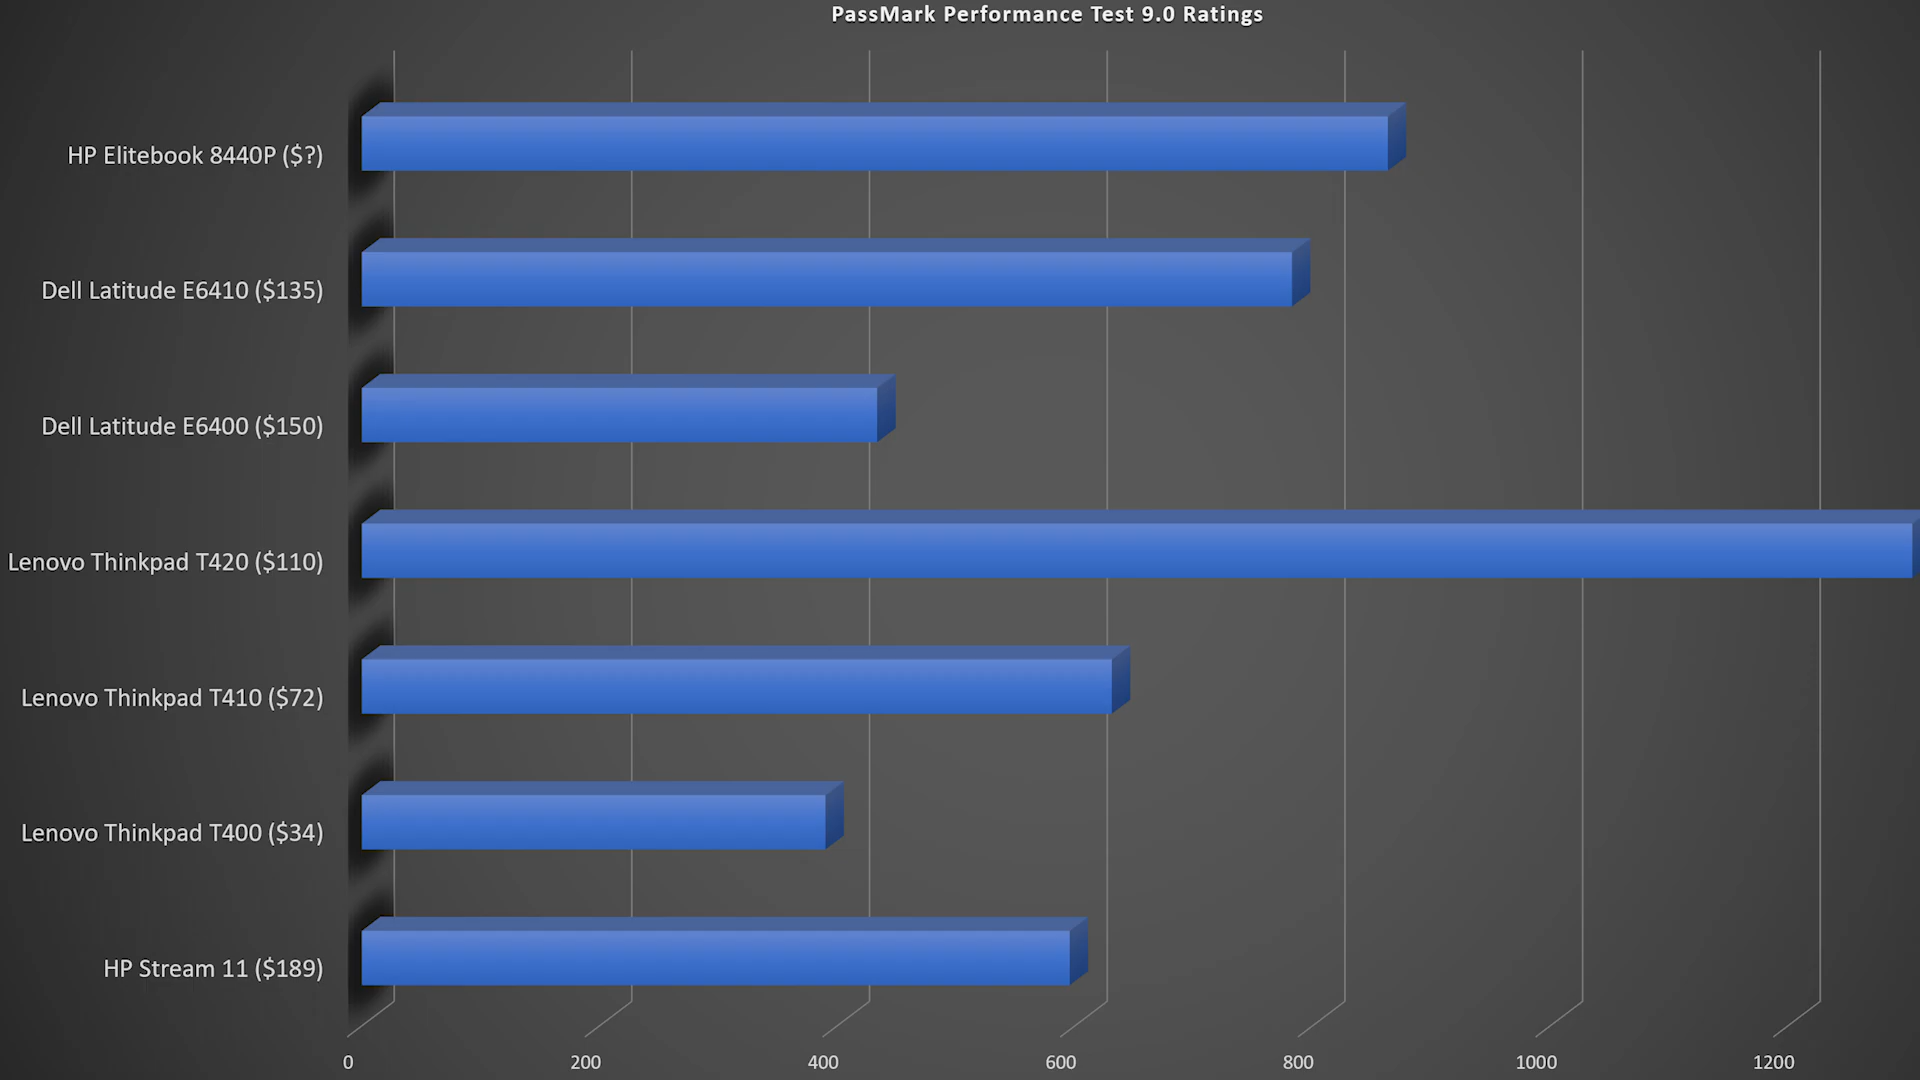 PassMark Performance Test 9.0 Ratings
HP Elitebook 8440P ($?)
Dell Latitude E6410 ($135)
Dell Latitude E6400 ($150)
Lenovo Thinkpad T420 ($110)
Lenovo Thinkpad T410 ($72)
Lenovo Thinkpad T400 ($34)
HP Stream 11 ($189)
0 200 400 600 800 1000 1200